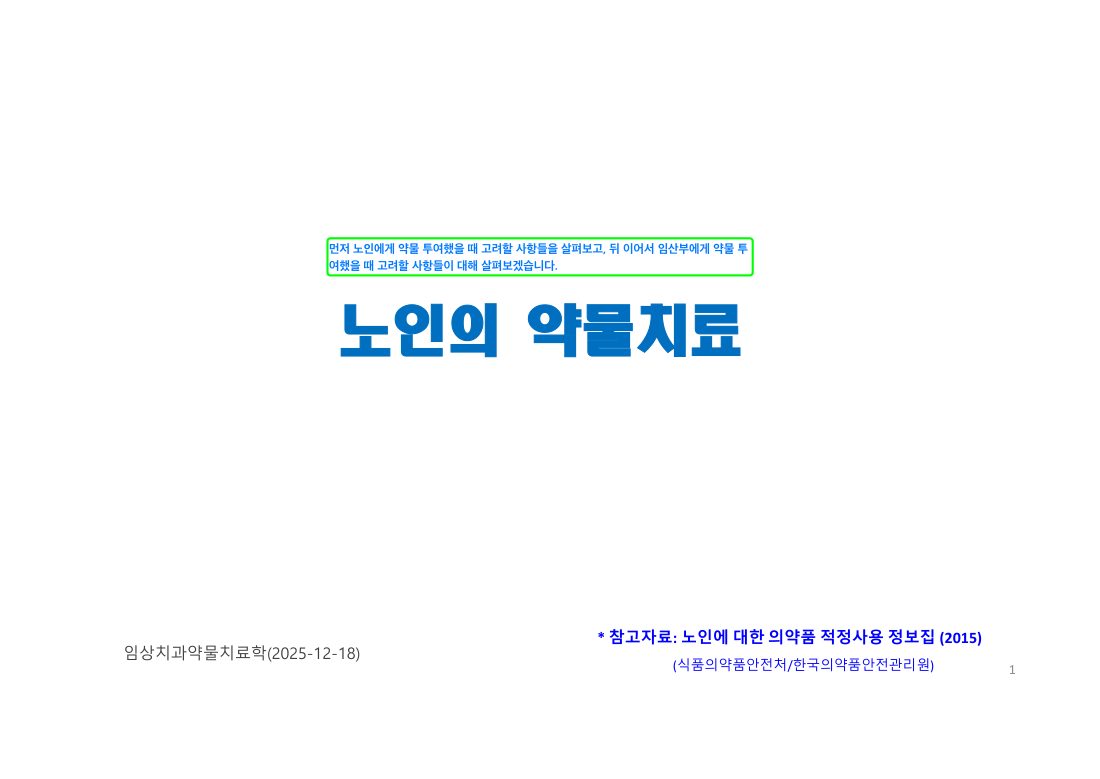 먼저 노인에게 약물 투여했을 때 고려할 사항들을 살펴보고, 뒤 이어서 임산부에게 약물 투
여했을 때 고려할 사항들이 대해 살펴보겠습니다.
노인의 약물치료
* 참고자료: 노인에 대한 의약품 적정사용 정보집 (2015)
임상치과약물치료학(2025-12-18)
(식품의약품안전처/한국의약품안전관리원)
1